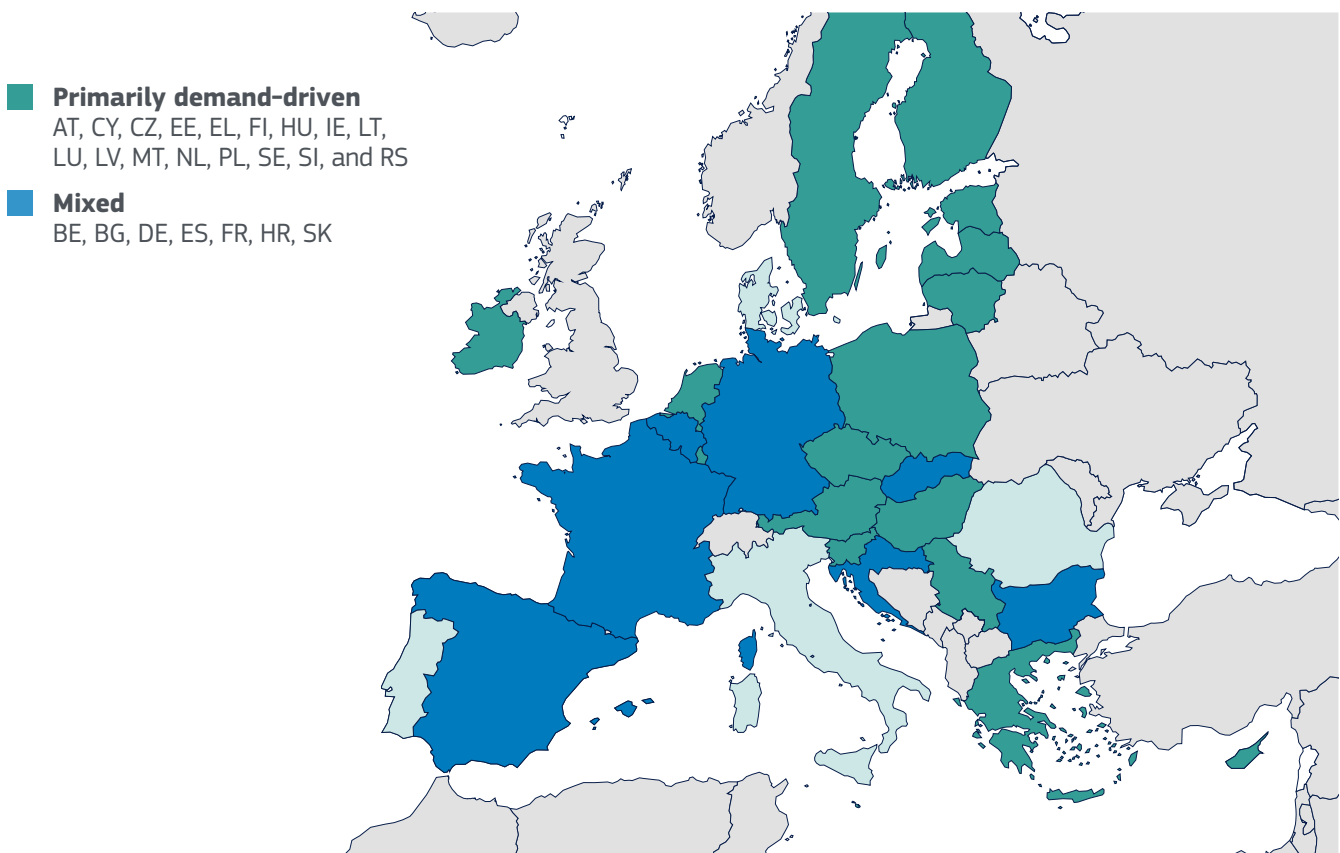 Primarily demand-driven
AT, CY, CZ, EE, EL, FI, HU, IE, LT,
LU, LV, MT, NL, PL, SE, SI, and RS
Mixed
BE, BG, DE, ES, FR, HR, SK